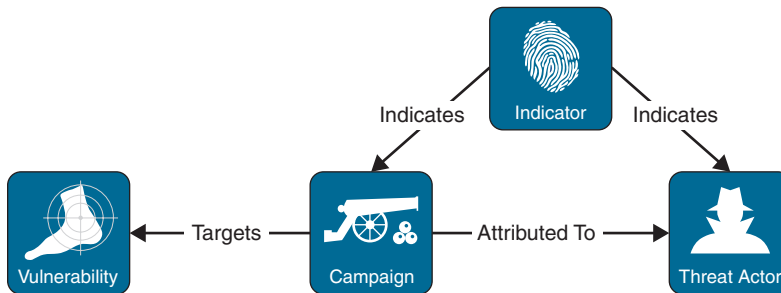 Indicator
Indicates
Indicates
Vulnerability
Targets
Campaign
Attributed To
Threat Actor